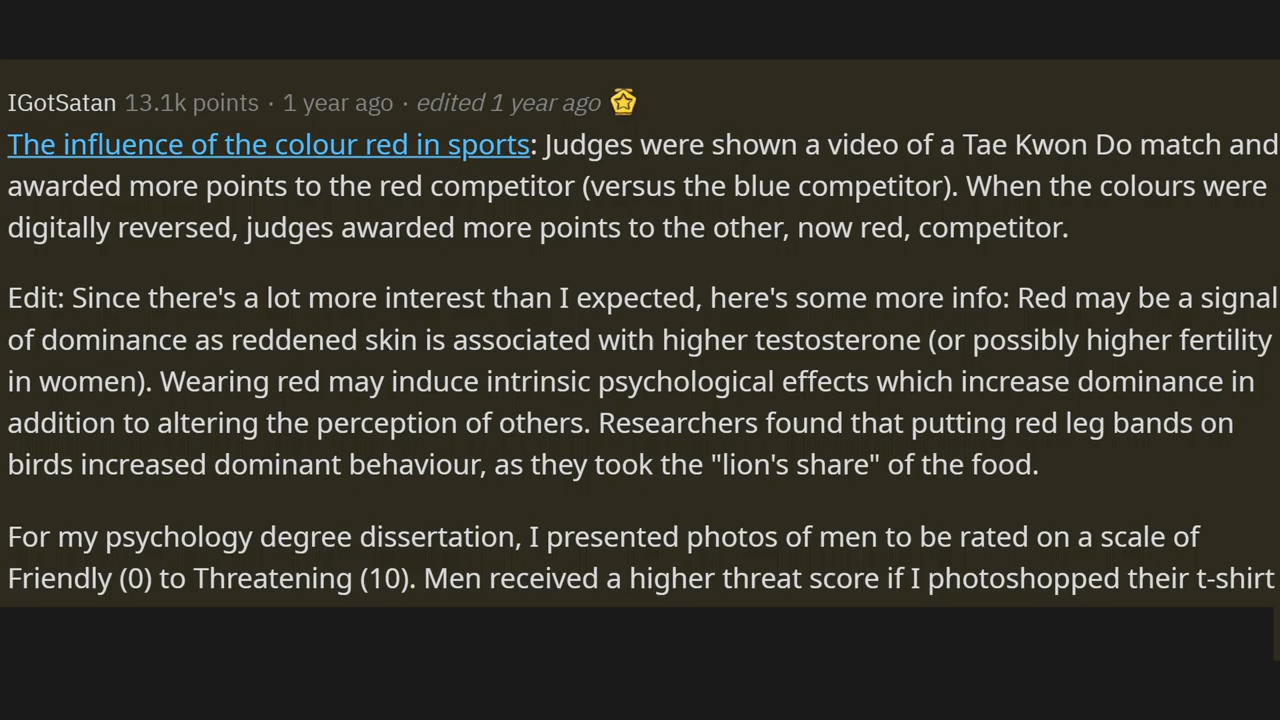 IGotSatan 13.1k points · 1 year ago · edited 1 year ago
The influence of the colour red in sports: Judges were shown a video of a Tae Kwon Do match and
awarded more points to the red competitor (versus the blue competitor). When the colours were
digitally reversed, judges awarded more points to the other, now red, competitor.
Edit: Since there's a lot more interest than I expected, here's some more info: Red may be a signal
of dominance as reddened skin is associated with higher testosterone (or possibly higher fertility
in women). Wearing red may induce intrinsic psychological effects which increase dominance in
addition to altering the perception of others. Researchers found that putting red leg bands on
birds increased dominant behaviour, as they took the "lion's share" of the food.
For my psychology degree dissertation, I presented photos of men to be rated on a scale of
Friendly (0) to Threatening (10). Men received a higher threat score if I photoshopped their t-shirt